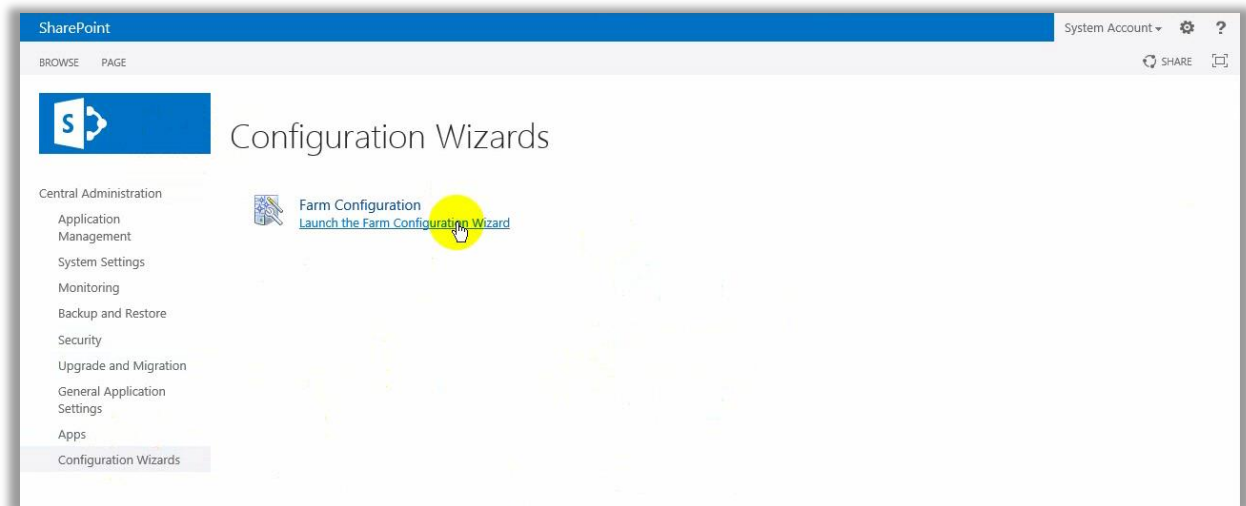 SharePoint
System Account
?
BROWSE PAGE
SHARE
S
Configuration Wizards
Central Administration
Application
Management
System Settings
Monitoring
Backup and Restore
Security
Upgrade and Migration
General Application
Settings
Apps
Configuration Wizards
Farm Configuration
Launch the Farm Configuration Wizard